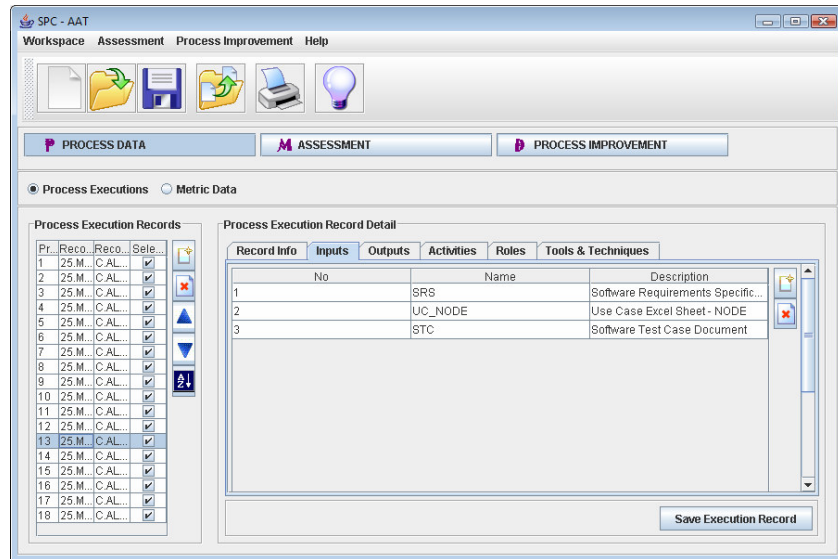 SPC - AAT
Workspace Assessment Process Improvement Help
P PROCESS DATA M ASSESSMENT PROCESS IMPROVEMENT
Process Executions Metric Data
Process Execution Records Process Execution Record Detail
Record Info Inputs Outputs Activities Roles Tools & Techniques
Pr... Reco... Reco... Sele...
No Name Description
1 25.M... C.AL...
2 25.M... C.AL...
3 25.M... C.AL...
4 25.M... C.AL...
5 25.M... C.AL...
6 25.M... C.AL...
7 25.M... C.AL...
8 25.M... C.AL...
9 25.M... C.AL...
10 25.M... C.AL...
11 25.M... C.AL...
12 25.M... C.AL...
13 25.M... C.AL...
14 25.M... C.AL...
15 25.M... C.AL...
16 25.M... C.AL...
17 25.M... C.AL...
18 25.M... C.AL...
1 SRS Software Requirements Specific...
2 UC_NODE Use Case Excel Sheet - NODE
3 STC Software Test Case Document
A Z
Save Execution Record